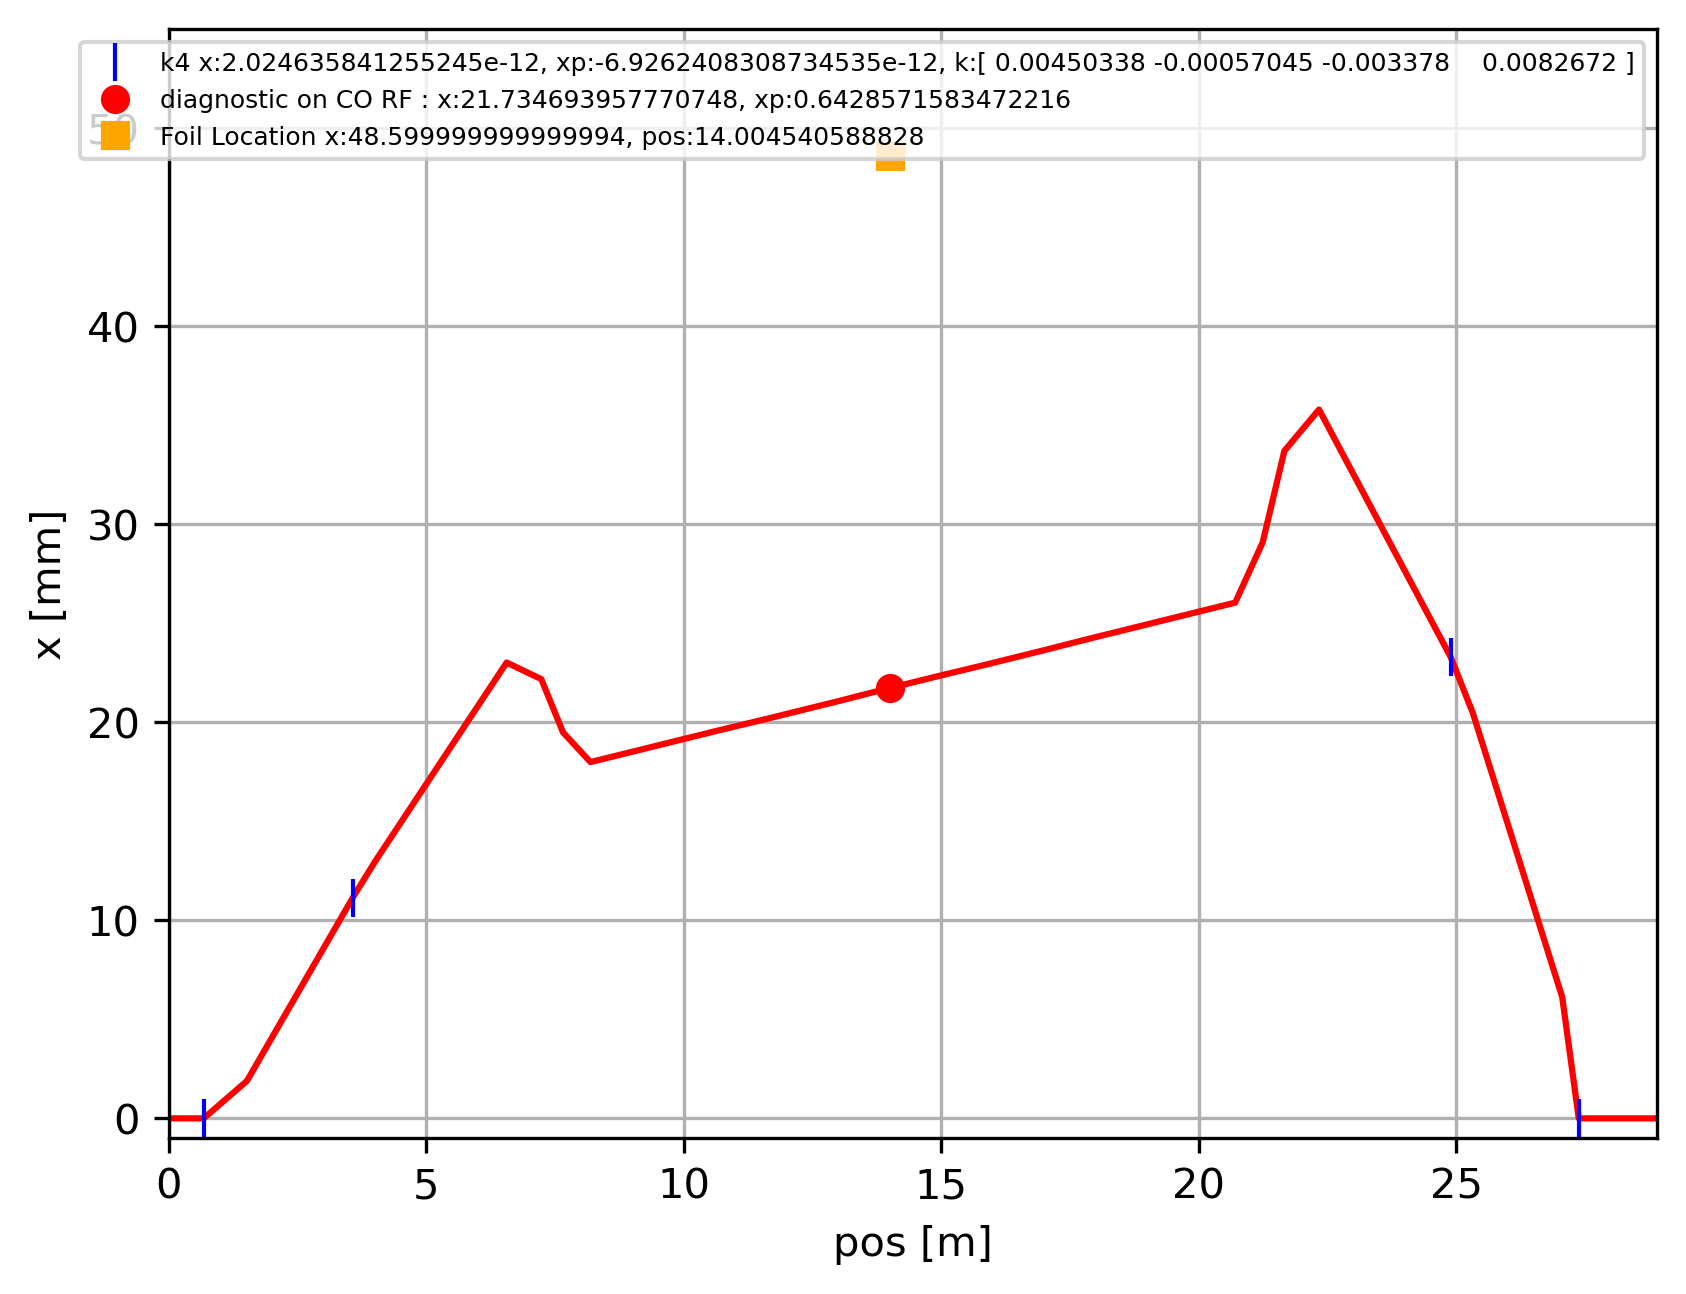 k4 x:2.024635841255245e-12, xp:-6.9262408308734535e-12, k:[ 0.00450338 -0.00057045 -0.003378 0.0082672 ]
diagnostic on CO RF : x:21.734693957770748, xp:0.6428571583472216
Foil Location x:48.599999999999994, pos:14.004540588828
50
40
30
20
10
0
x [mm]
0 5 10 15 20 25
pos [m]